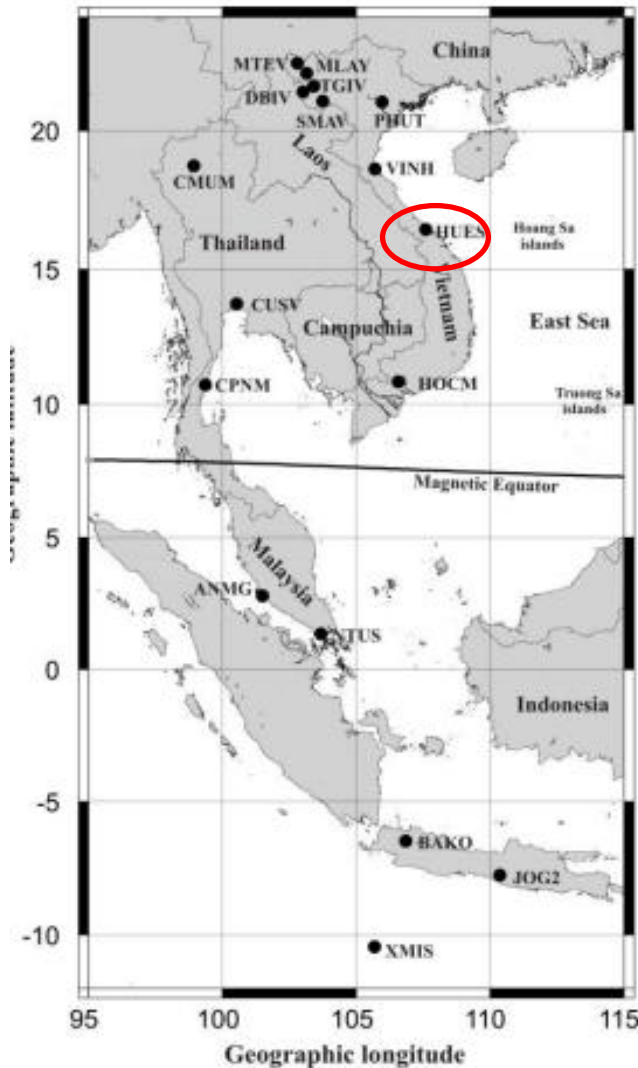 China
MTEV
MLAY
TGIV
DBIV
SMAV
PHUT
20
Laos
VINH
CMUM
HUES
Hoang Sa
islands
Thailand
15
Vietnam
CUSV
Campuchia
East Sea
CPNM
HOCM
Truong Sa
islands
10
Magnetic Equator
5
Malaysia
ANMG
NTUS
0
Indonesia
-5
BAKO
JOG2
-10
XMIS
95
100
105
110
115
Geographic longitude